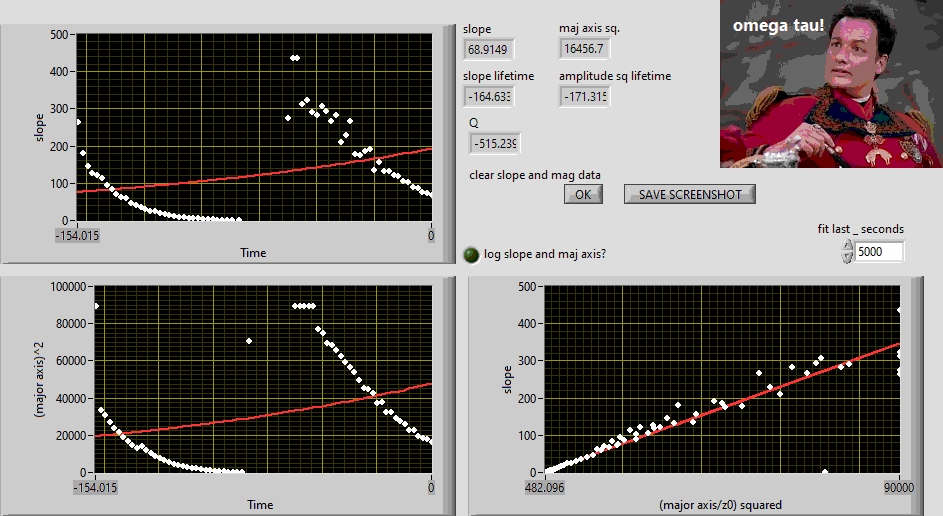 500
400
300
200
100
0
slope
-154.015
0
Time
slope
68.9149
maj axis sq.
16456.7
slope lifetime
-164.633
amplitude sq lifetime
-171.315
Q
-515.239
clear slope and mag data
OK
SAVE SCREENSHOT
omega tau!
log slope and maj axis?
fit last _ seconds
5000
100000
80000
60000
40000
20000
0
(major axis)^2
-154.015
0
Time
500
400
300
200
100
0
slope
482.096
90000
(major axis/z0) squared